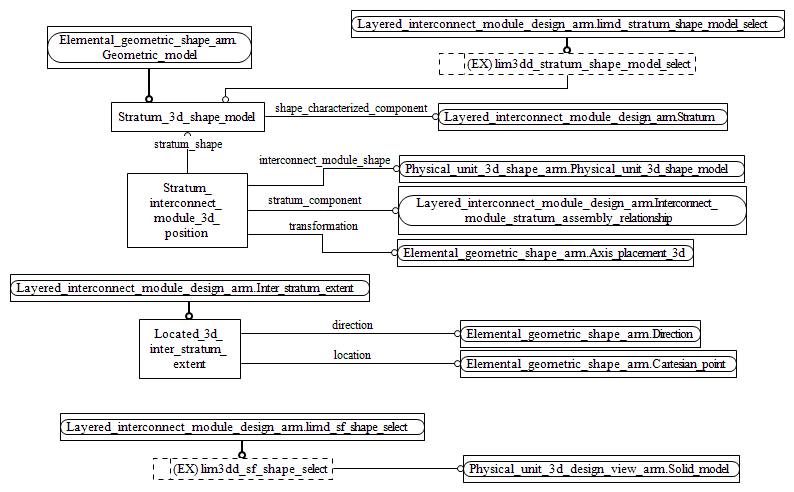 Elemental_geometric_shape_arm.
Geometric_model
Layered_interconnect_module_design_arm.limd_stratum_shape_model_select
(EX) lim3dd_stratum_shape_model_select
Stratum_3d_shape_model
shape_characterized_component
Layered_interconnect_module_design_arm.Stratum
stratum_shape
Stratum_
interconnect_
module_3d_
position
interconnect_module_shape
Physical_unit_3d_shape_arm.Physical_unit_3d_shape_model
stratum_component
Layered_interconnect_module_design_arm.Interconnect_
module_stratum_assembly_relationship
transformation
Elemental_geometric_shape_arm.Axis_placement_3d
Layered_interconnect_module_design_arm.Inter_stratum_extent
Located_3d_
inter_stratum_
extent
direction
Elemental_geometric_shape_arm.Direction
location
Elemental_geometric_shape_arm.Cartesian_point
Layered_interconnect_module_design_arm.limd_sf_shape_select
(EX) lim3dd_sf_shape_select
Physical_unit_3d_design_view_arm.Solid_model